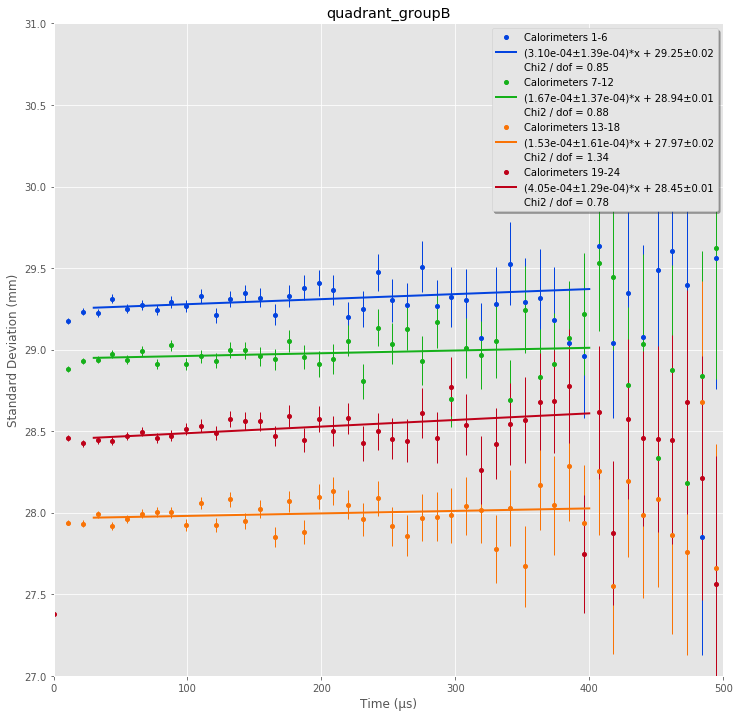 quadrant_groupB
Calorimeters 1-6
(3.10e-04±1.39e-04)*x + 29.25±0.02
Chi2 / dof = 0.85
Calorimeters 7-12
(1.67e-04±1.37e-04)*x + 28.94±0.01
Chi2 / dof = 0.88
Calorimeters 13-18
(1.53e-04±1.61e-04)*x + 27.97±0.02
Chi2 / dof = 1.34
Calorimeters 19-24
(4.05e-04±1.29e-04)*x + 28.45±0.01
Chi2 / dof = 0.78
Standard Deviation (mm)
31.0
30.5
30.0
29.5
29.0
28.5
28.0
27.5
27.0
0 100 200 300 400 500
Time (μs)